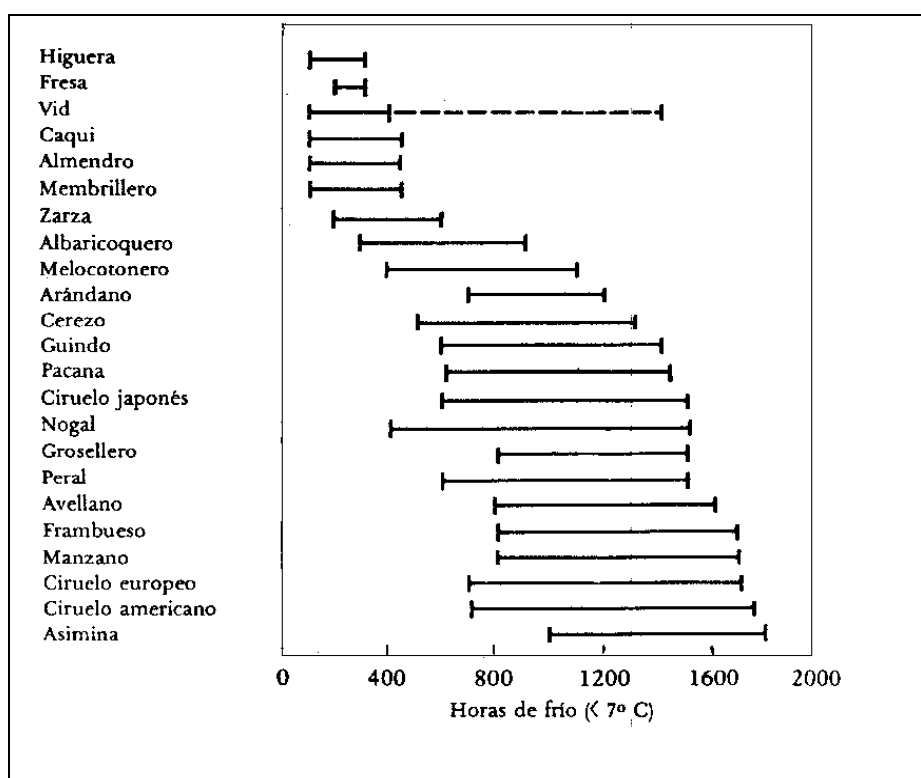 Higuera
Fresa
Vid
Caqui
Almendro
Membrillero
Zarza
Albaricoquero
Melocotonero
Arándano
Cerezo
Guindo
Pacana
Ciruelo japonés
Nogal
Grosellero
Peral
Avellano
Frambueso
Manzano
Ciruelo europeo
Ciruelo americano
Asimina
0 400 800 1200 1600 2000
Horas de frío (< 7º C)